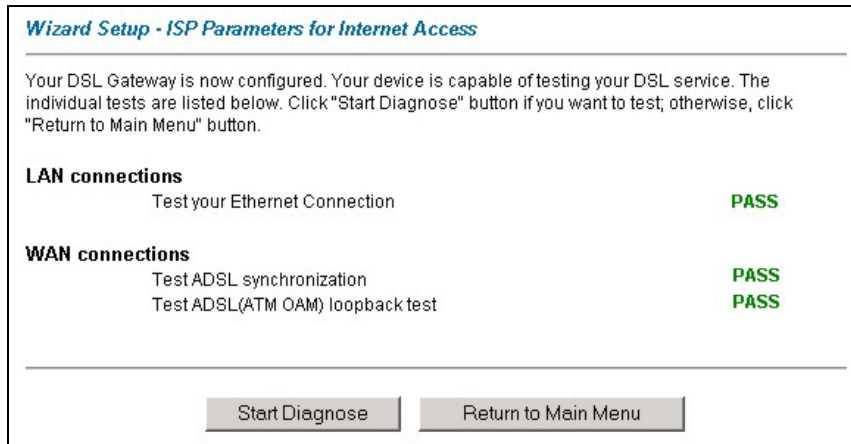 Wizard Setup - ISP Parameters for Internet Access
Your DSL Gateway is now configured. Your device is capable of testing your DSL service. The
individual tests are listed below. Click "Start Diagnose" button if you want to test; otherwise, click
"Return to Main Menu" button.
LAN connections
Test your Ethernet Connection PASS
WAN connections
Test ADSL synchronization PASS
Test ADSL(ATM OAM) loopback test PASS
Start Diagnose Return to Main Menu